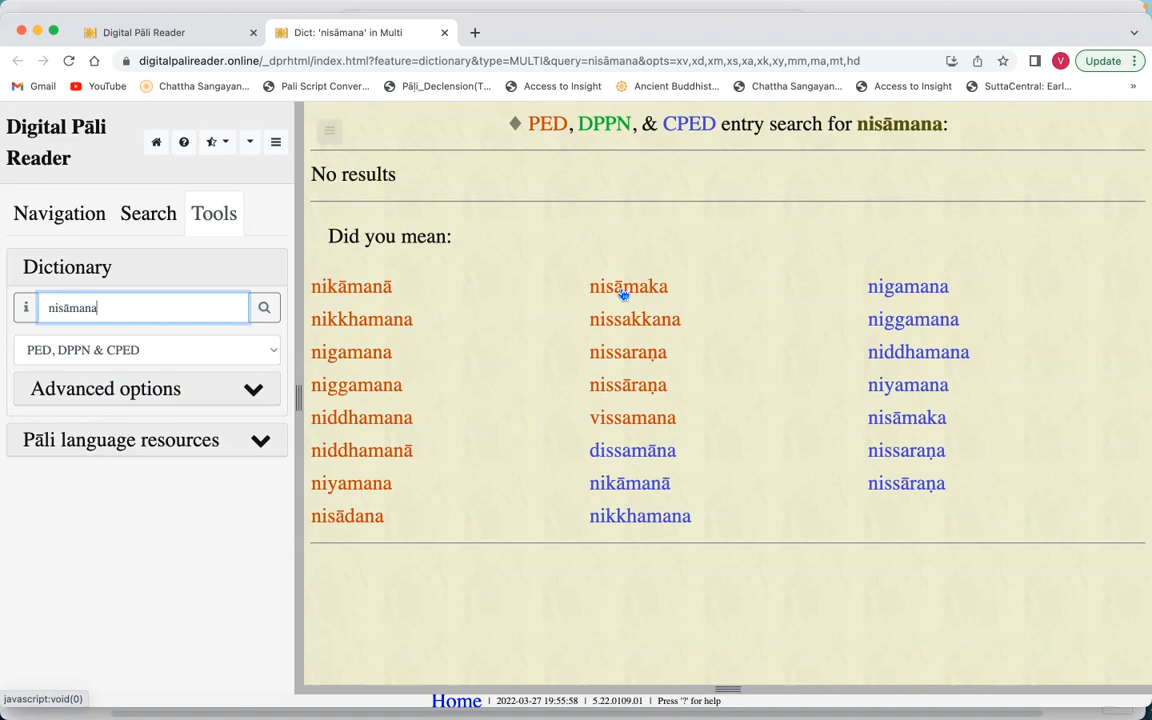 Digital Pāli Reader
Dict: 'nisāmana' in Multi
digitalpalireader.online/_dprhtml/index.html?feature=dictionary&type=MULTI&query=nisāmana&opts=xv,xd,xm,xs,xa,xk,xy,mm,ma,mt,hd
V
Update
Gmail
YouTube
Chattha Sangayan...
Pali Script Conver...
Pāḷi_Declension(T...
Access to Insight
Ancient Buddhist...
Chattha Sangayan...
Access to Insight
SuttaCentral: Earl...
»
Digital Pāli
Reader
Navigation Search Tools
Dictionary
nisāmana
PED, DPPN & CPED
Advanced options
Pāli language resources
♦ PED, DPPN, & CPED entry search for nisāmana:
No results
Did you mean:
nikāmanā
nikkhamana
nigamana
niggamana
niddhamana
niddhamanā
niyamana
nisādana
nisāmaka
nissakkana
nissaraṇa
nissāraṇa
vissamana
dissamāna
nikāmanā
nikkhamana
nigamana
niggamana
niddhamana
niyamana
nisāmaka
nissaraṇa
nissāraṇa
javascript:void(0)
Home | 2022-03-27 19:55:58 | 5.22.0109.01 | Press '?' for help